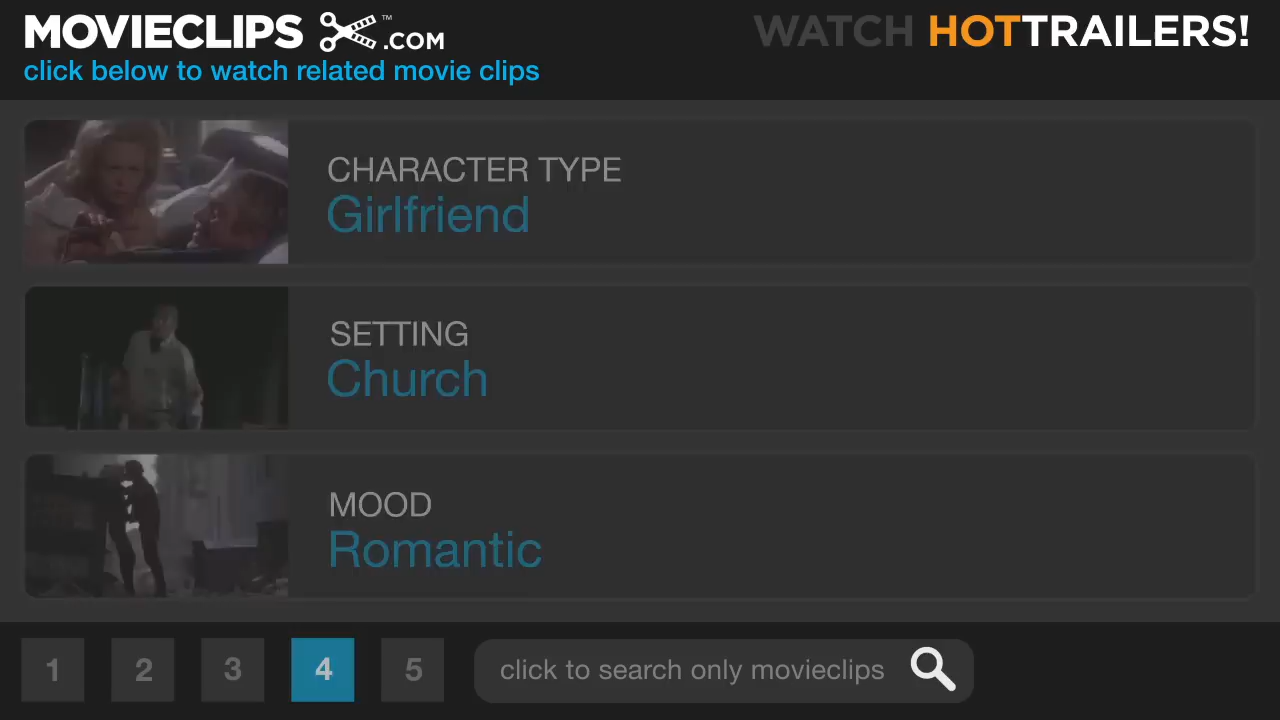 MOVIECLIPS ™ .COM
WATCH HOTTRAILERS!
click below to watch related movie clips
CHARACTER TYPE
Girlfriend
SETTING
Church
MOOD
Romantic
1 2 3 4 5 click to search only movieclips